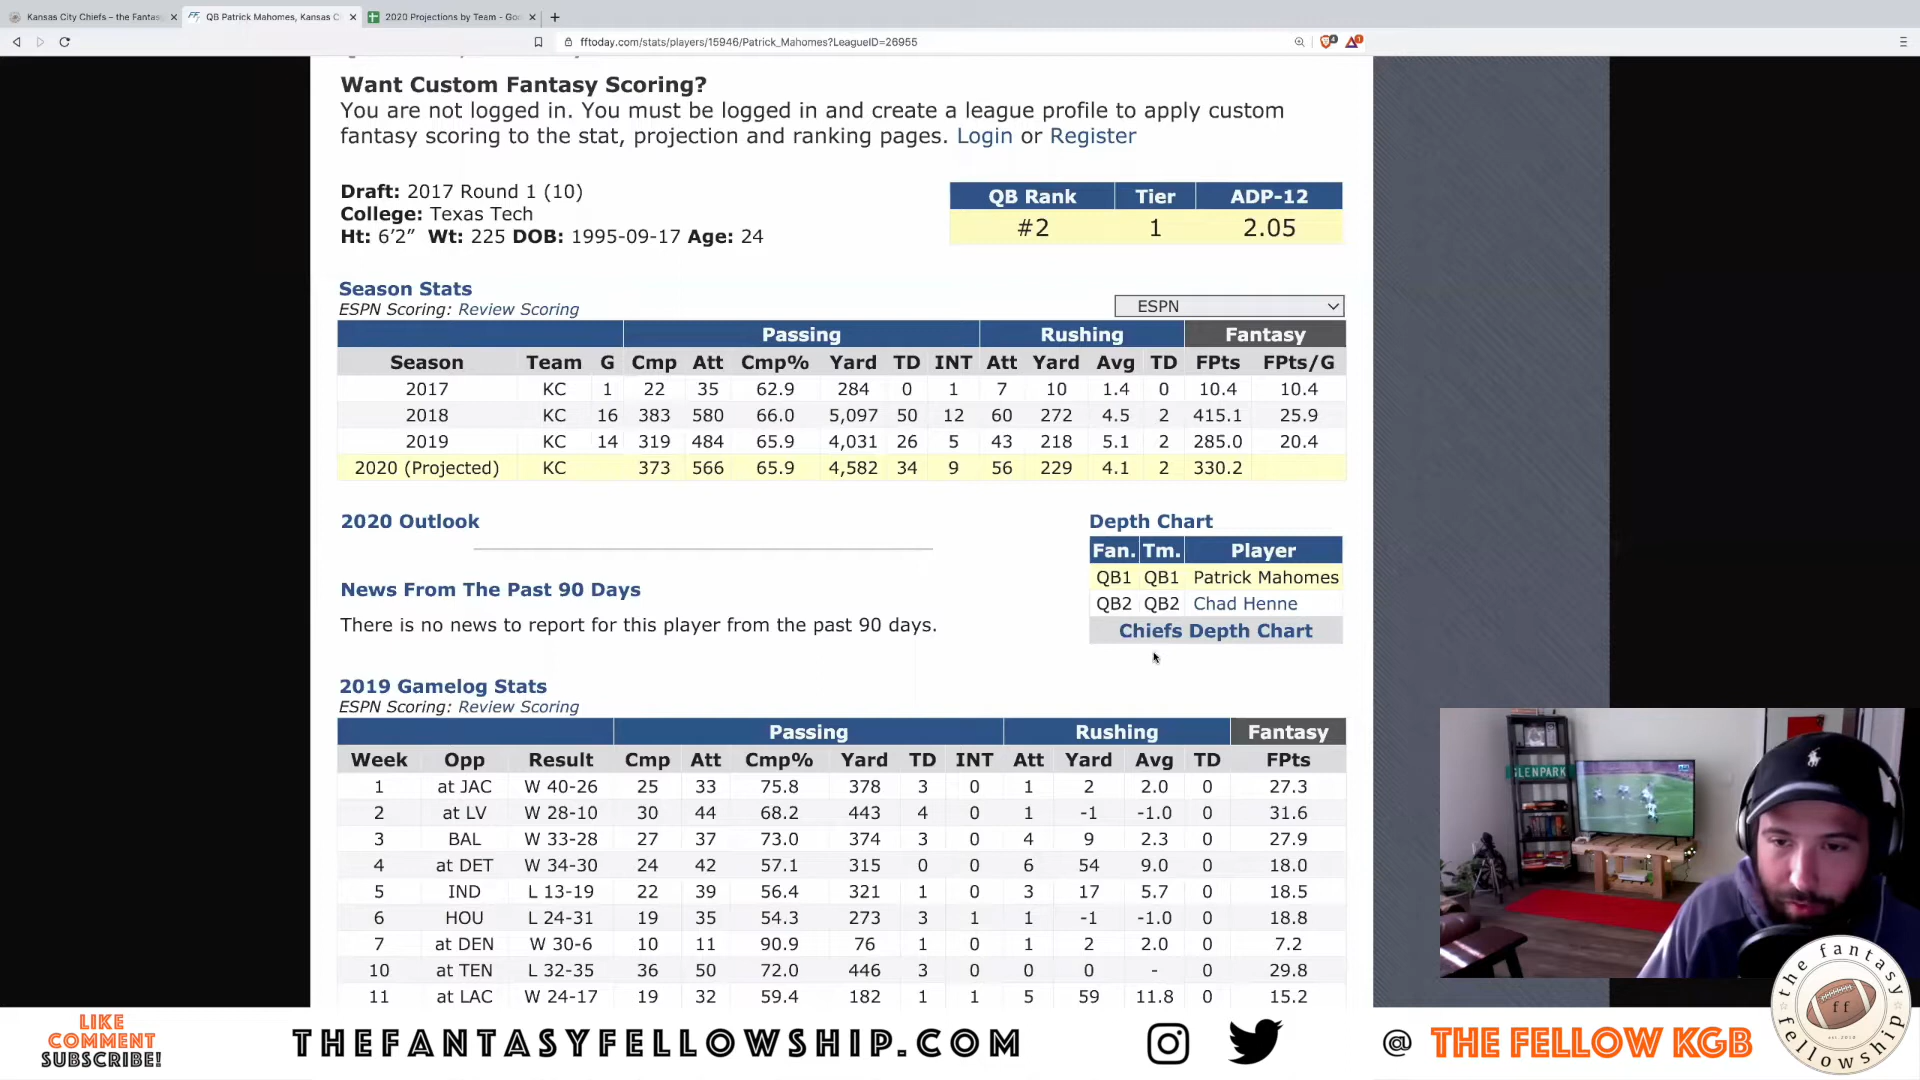 Kansas City Chiefs – the Fantas
QB Patrick Mahomes, Kansas C
2020 Projections by Team - Goo
fftoday.com/stats/players/15946/Patrick_Mahomes?LeagueID=26955
Want Custom Fantasy Scoring?
You are not logged in. You must be logged in and create a league profile to apply custom
fantasy scoring to the stat, projection and ranking pages. Login or Register
Draft: 2017 Round 1 (10)
College: Texas Tech
Ht: 6’2” Wt: 225 DOB: 1995-09-17 Age: 24
QB Rank Tier ADP-12
#2 1 2.05
Season Stats
ESPN Scoring: Review Scoring
ESPN
Passing Rushing Fantasy
Season Team G Cmp Att Cmp% Yard TD INT Att Yard Avg TD FPts FPts/G
2017 KC 1 22 35 62.9 284 0 1 7 10 1.4 0 10.4 10.4
2018 KC 16 383 580 66.0 5,097 50 12 60 272 4.5 2 415.1 25.9
2019 KC 14 319 484 65.9 4,031 26 5 43 218 5.1 2 285.0 20.4
2020 (Projected) KC 373 566 65.9 4,582 34 9 56 229 4.1 2 330.2
2020 Outlook
News From The Past 90 Days
There is no news to report for this player from the past 90 days.
Depth Chart
Fan. Tm. Player
QB1 QB1 Patrick Mahomes
QB2 QB2 Chad Henne
Chiefs Depth Chart
2019 Gamelog Stats
ESPN Scoring: Review Scoring
Passing Rushing Fantasy
Week Opp Result Cmp Att Cmp% Yard TD INT Att Yard Avg TD FPts
1 at JAC W 40-26 25 33 75.8 378 3 0 1 2 2.0 0 27.3
2 at LV W 28-10 30 44 68.2 443 4 0 1 -1 -1.0 0 31.6
3 BAL W 33-28 27 37 73.0 374 3 0 4 9 2.3 0 27.9
4 at DET W 34-30 24 42 57.1 315 0 0 6 54 9.0 0 18.0
5 IND L 13-19 22 39 56.4 321 1 0 3 17 5.7 0 18.5
6 HOU L 24-31 19 35 54.3 273 3 1 1 -1 -1.0 0 18.8
7 at DEN W 30-6 10 11 90.9 76 1 0 1 2 2.0 0 7.2
10 at TEN L 32-35 36 50 72.0 446 3 0 0 0 - 0 29.8
11 at LAC W 24-17 19 32 59.4 182 1 1 5 59 11.8 0 15.2
GLENPARK
LIKE
COMMENT
SUBSCRIBE!
THEFANTASYFELLOWSHIP.COM
@ THE FELLOW KGB
the fantasy
ff
fellowship